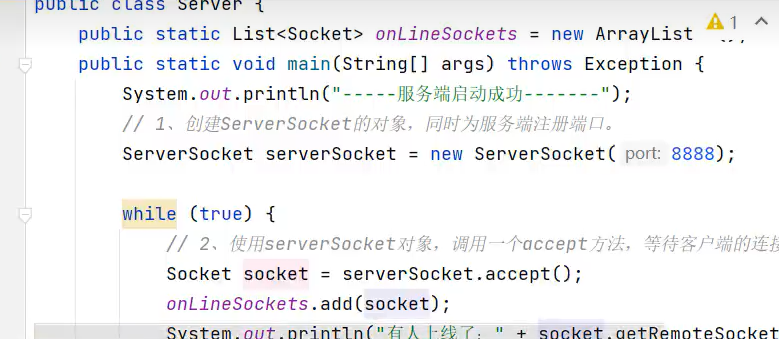 public class Server {
⚠1
public static List<Socket> onLineSockets = new ArrayList
public static void main(String[] args) throws Exception {
System.out.println("-----服务端启动成功-------");
// 1、创建ServerSocket的对象，同时为服务端注册端口。
ServerSocket serverSocket = new ServerSocket( port: 8888);
while (true) {
// 2、使用serverSocket对象，调用一个accept方法，等待客户端的连接
Socket socket = serverSocket.accept();
onLineSockets.add(socket);
System.out.println("有人上线了：" + socket.getRemoteSocket